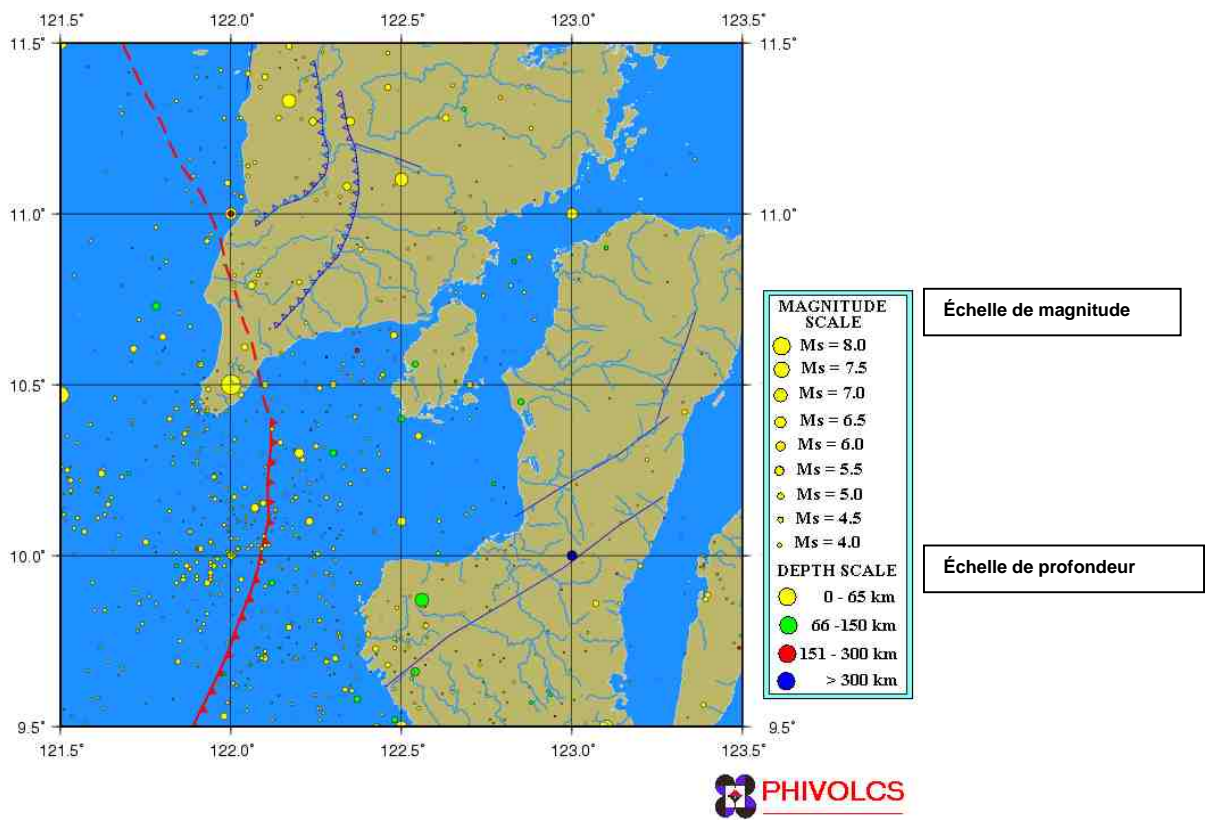 121.5° 122.0° 122.5° 123.0° 123.5°
11.5° 11.5°
11.0° 11.0°
10.5°
10.0°
9.5° 9.5°
121.5° 122.0° 122.5° 123.0° 123.5°
MAGNITUDE
SCALE
Ms = 8.0
Ms = 7.5
Ms = 7.0
Ms = 6.5
Ms = 6.0
Ms = 5.5
Ms = 5.0
Ms = 4.5
Ms = 4.0
DEPTH SCALE
0 - 65 km
66 -150 km
151 - 300 km
> 300 km
Échelle de magnitude
Échelle de profondeur
PHIVOLCS